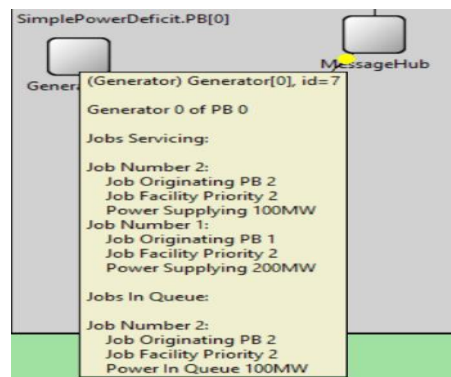 SimplePowerDeficit.PB[0]
MessageHub
(Generator) Generator[0], id=7
Generator 0 of PB 0
Jobs Servicing:
Job Number 2:
Job Originating PB 2
Job Facility Priority 2
Power Supplying 100MW
Job Number 1:
Job Originating PB 1
Job Facility Priority 2
Power Supplying 200MW
Jobs In Queue:
Job Number 2:
Job Originating PB 2
Job Facility Priority 2
Power In Queue 100MW